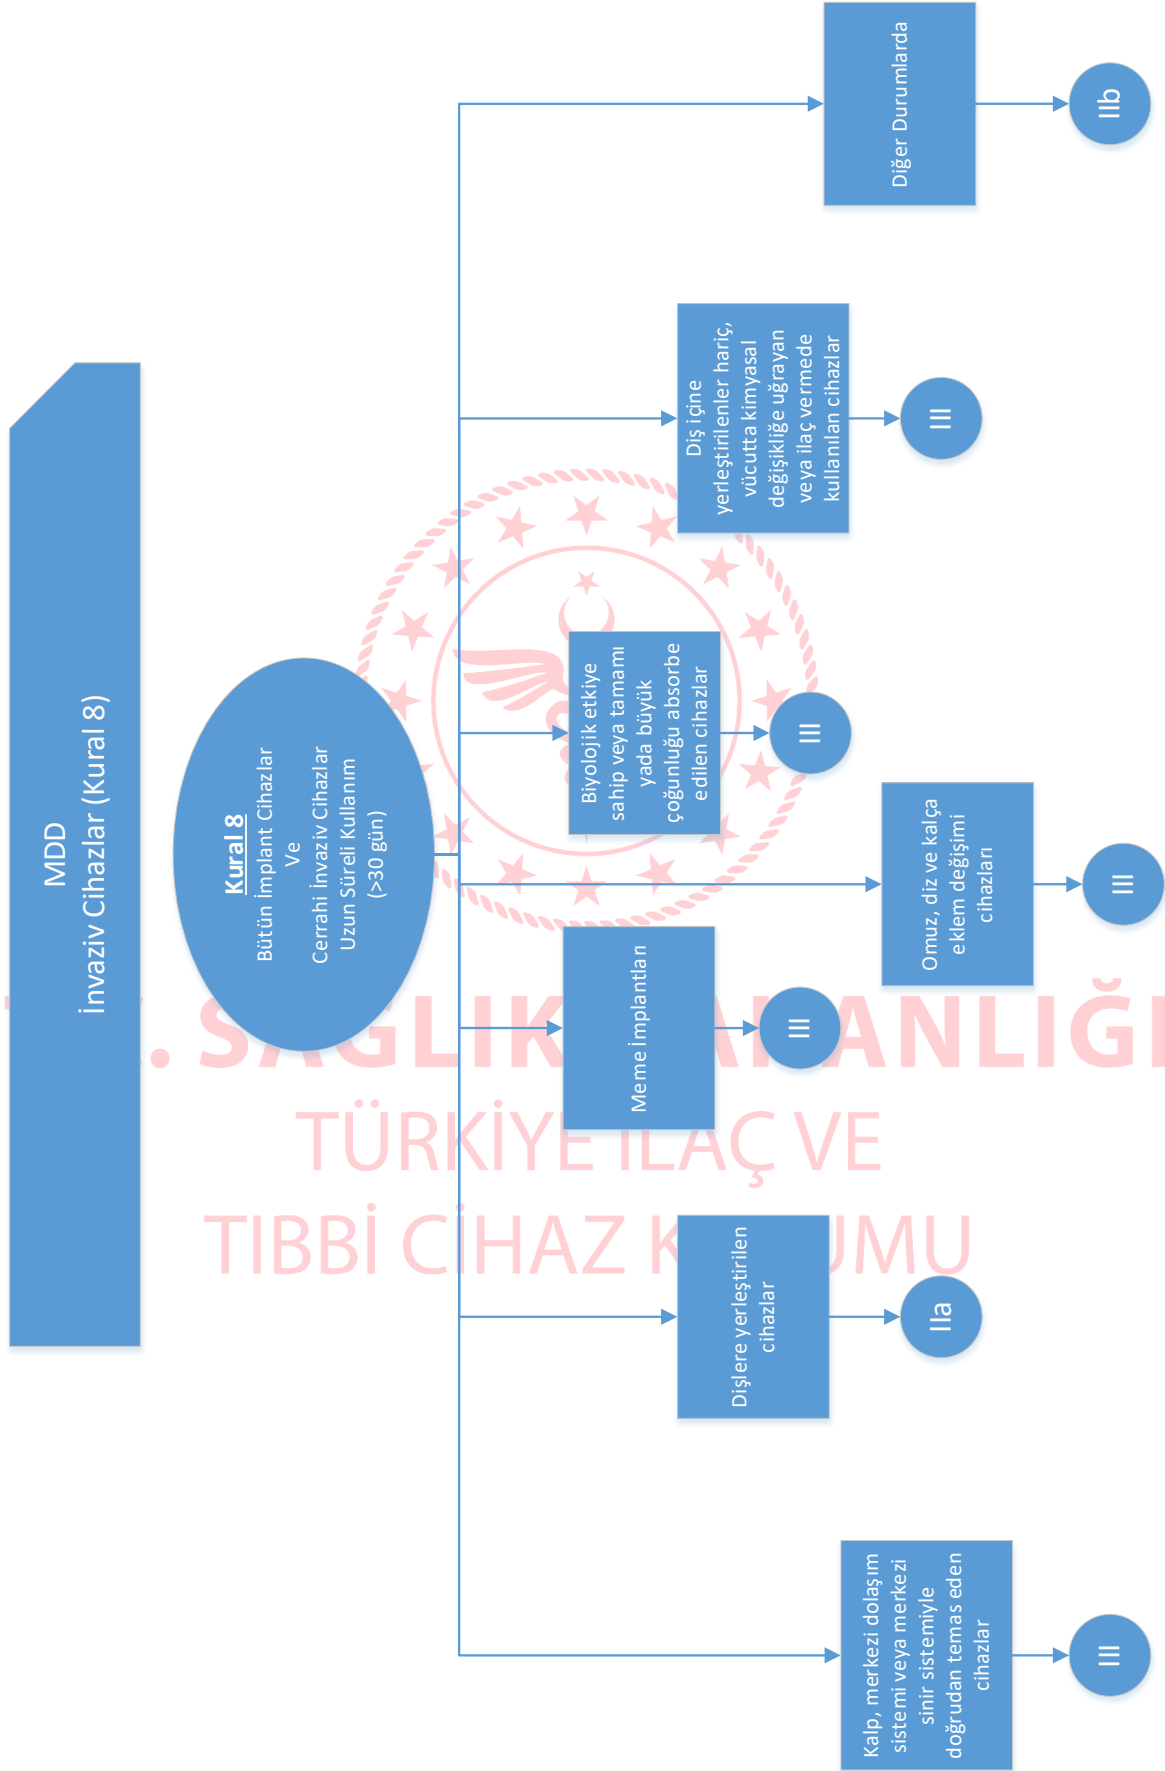 MDD
İnvaziv Cihazlar (Kural 8)
Kural 8
Bütün İmplant Cihazlar
Ve
Cerrahi İnvaziv Cihazlar
Uzun Süreli Kullanım
(>30 gün)
Kalp, merkezi dolaşım
sistemi veya merkezi
sinir sistemiyle
doğrudan temas eden
cihazlar
III
Dişlere yerleştirilen
cihazlar
IIa
Meme İmplantları
III
Omuz, diz ve kalça
eklem değişimi
cihazları
III
Biyolojik etkiye
sahip veya tamamı
yada büyük
çoğunluğu absorbe
edilen cihazlar
III
Diş içine
yerleştirilenler hariç,
vücutta kimyasal
değişikliğe uğrayan
veya ilaç vermede
kullanılan cihazlar
III
Diğer Durumlarda
IIb
TÜRKİYE İLAÇ VE
TIBBİ CİHAZ